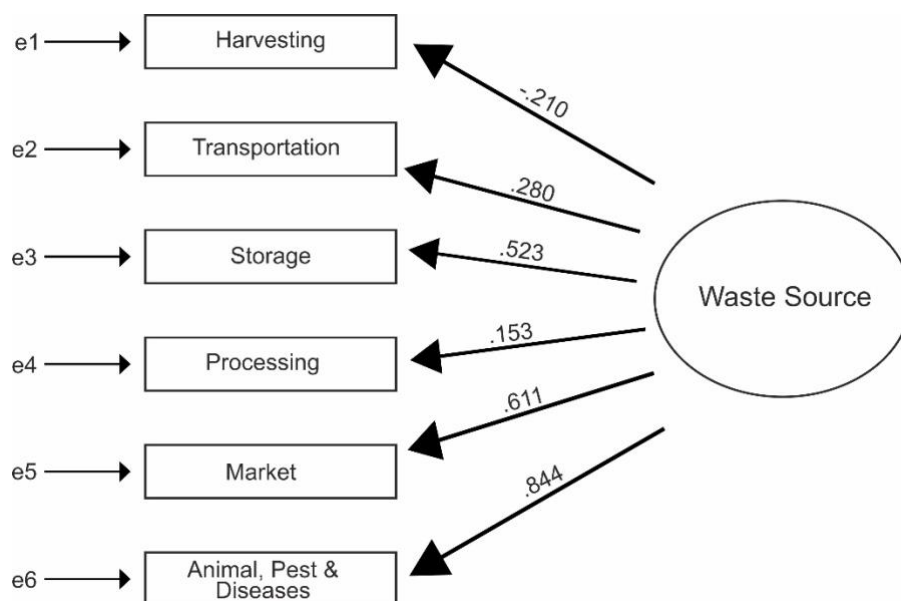 e1
Harvesting
-.210
e2
Transportation
.280
e3
Storage
.523
Waste Source
e4
Processing
.153
e5
Market
.611
e6
Animal, Pest &
Diseases
.844